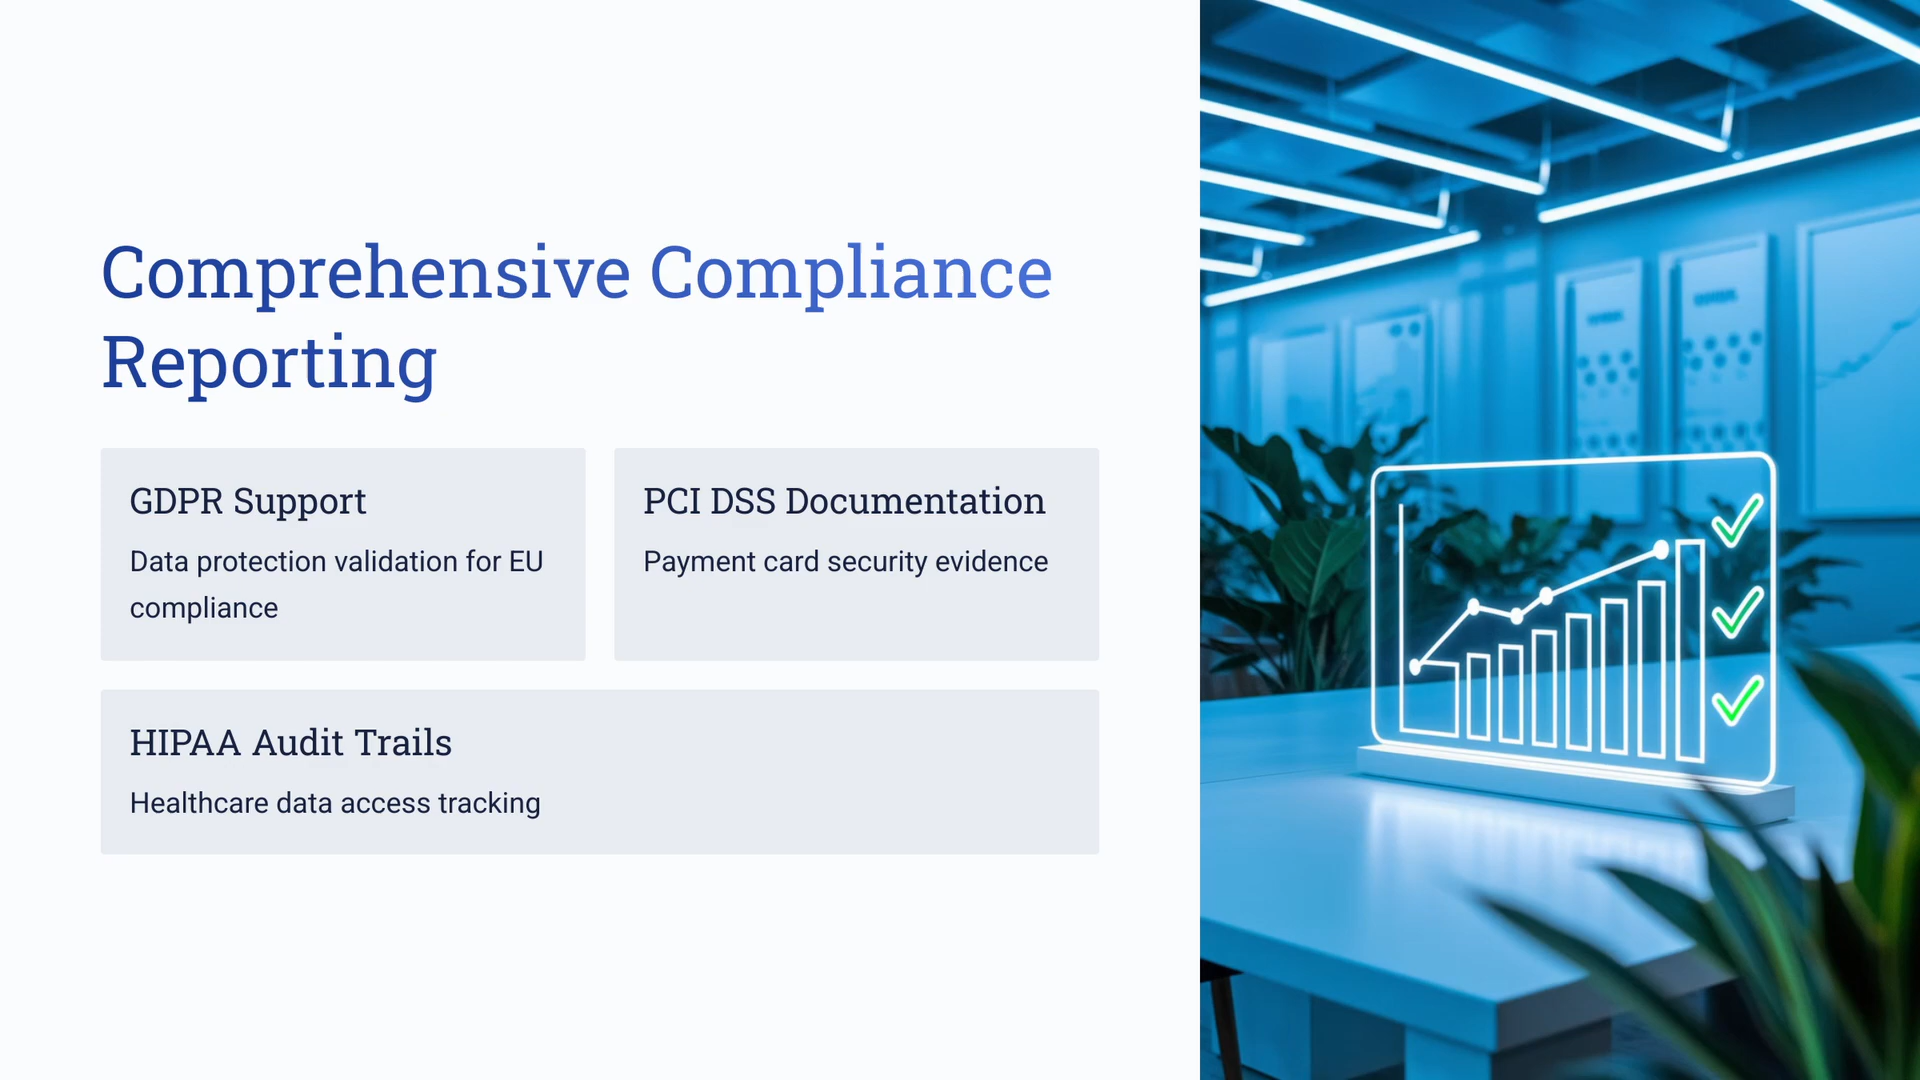 Comprehensive Compliance
Reporting
GDPR Support
Data protection validation for EU
compliance
PCI DSS Documentation
Payment card security evidence
HIPAA Audit Trails
Healthcare data access tracking